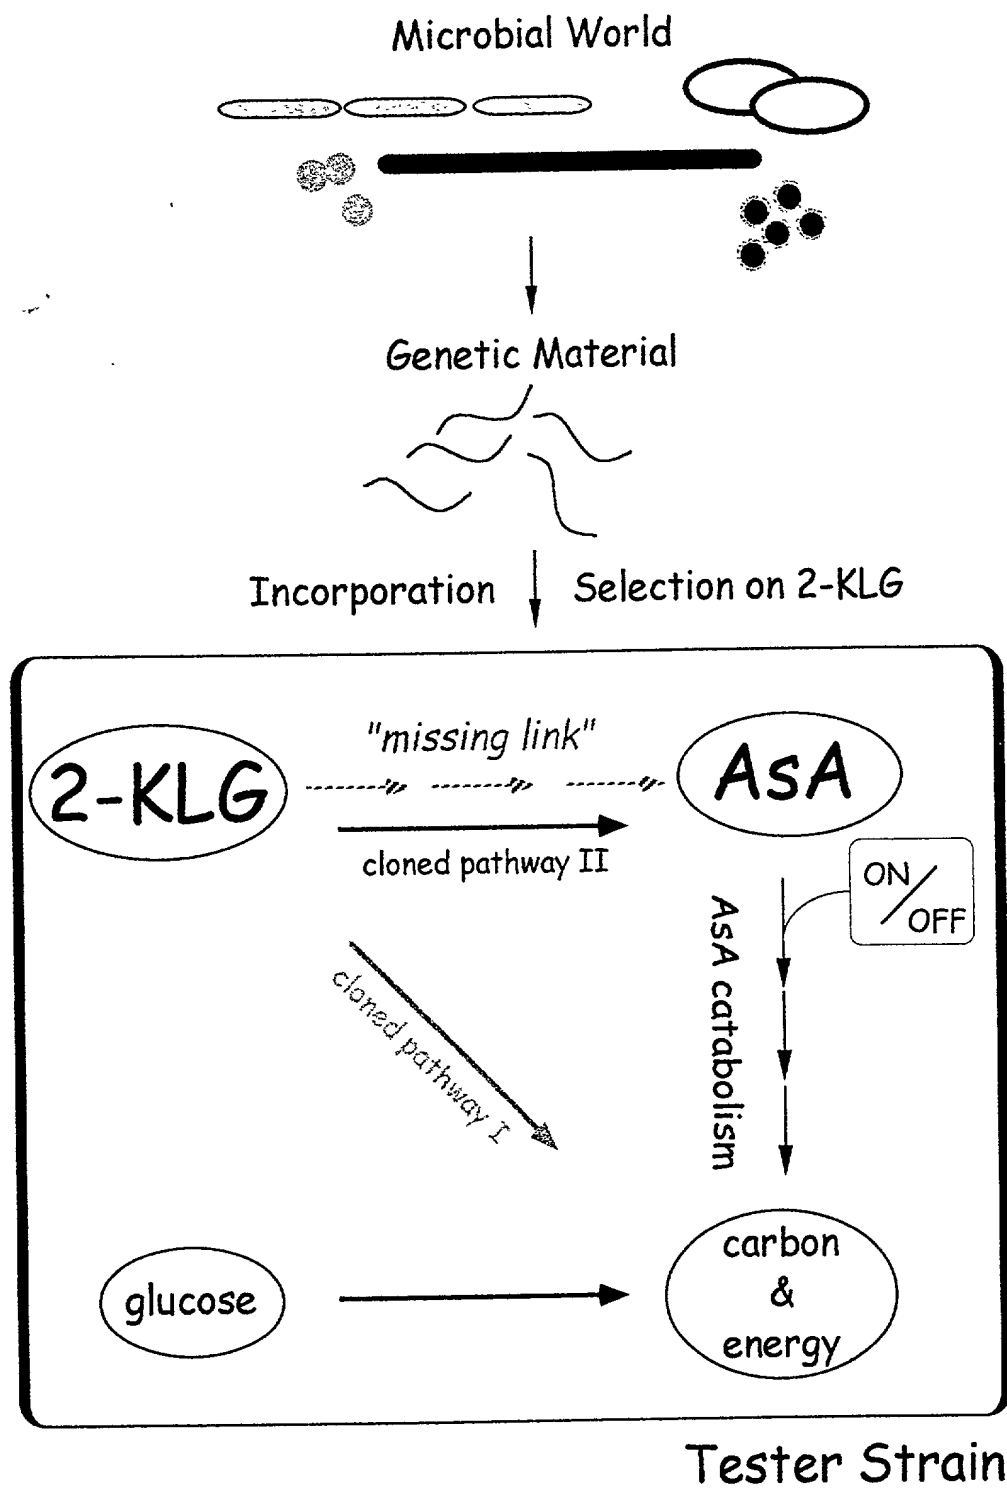 Microbial World
Genetic Material
Incorporation
Selection on 2-KLG
"missing link"
2-KLG
AsA
cloned pathway II
ON/OFF
AsA catabolism
cloned pathway I
glucose
carbon
&
energy
Tester Strain